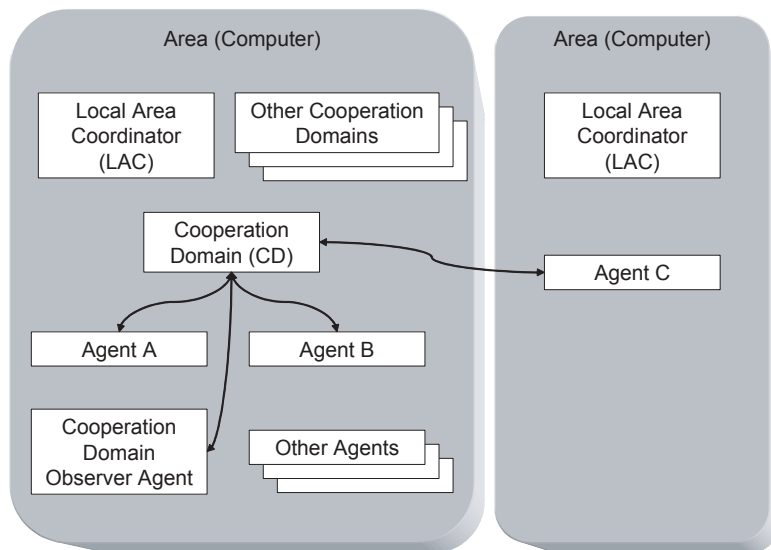 Area (Computer)
Local Area
Coordinator
(LAC)
Other Cooperation
Domains
Cooperation
Domain (CD)
Agent A
Agent B
Cooperation
Domain
Observer Agent
Other Agents
Area (Computer)
Local Area
Coordinator
(LAC)
Agent C